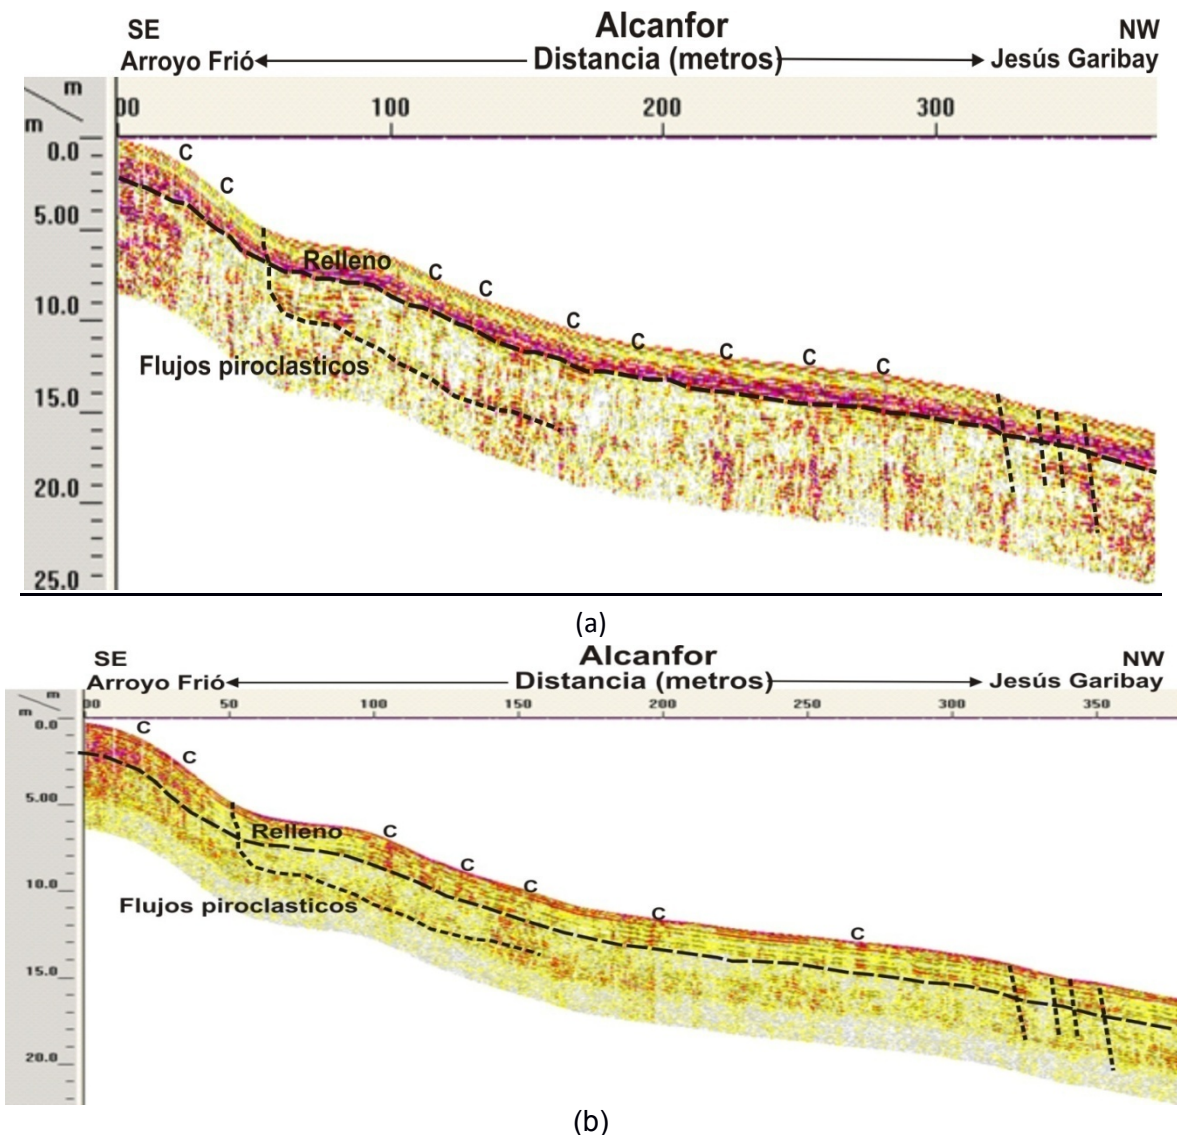 SE Alcanfor NW
Arroyo Frió Distancia (metros) Jesús Garibay
m
m
00 100 200 300
0.0
5.00
10.0
15.0
20.0
25.0
C
C
Relleno
C
C
C
C
C
C
C
Flujos piroclasticos
(a)
SE Alcanfor NW
Arroyo Frió Distancia (metros) Jesús Garibay
m
m
00 50 100 150 200 250 300 350
0.0
5.00
10.0
15.0
20.0
C
C
Relleno
C
C
C
C
C
Flujos piroclasticos
(b)